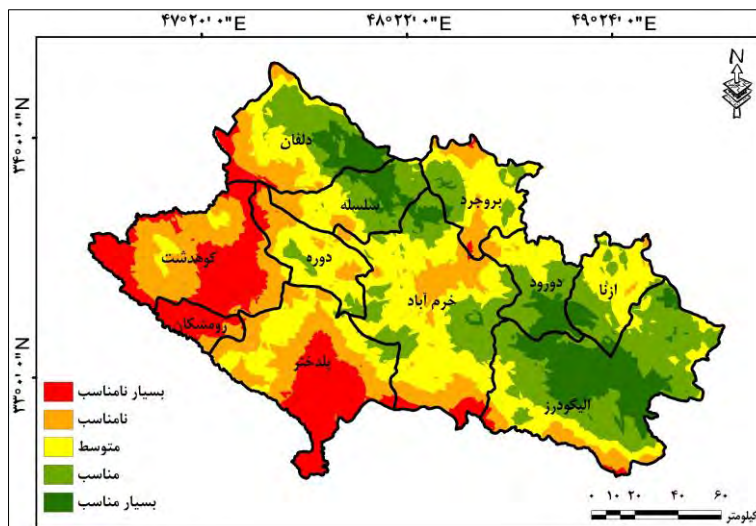 ۴۷°۲۰'۰"E
۴۸°۲۲'۰"E
۴۹°۲۴'۰"E
N
۳۴°۰'۰"N
۳۳°۰'۰"N
دلفان
سلسله
بروجرد
کوهدشت
دوره
خرم آباد
دورود
ازنا
رومشکان
پلدختر
الیگودرز
بسیار نامناسب
نامناسب
متوسط
مناسب
بسیار مناسب
۰ ۱۰ ۲۰ ۴۰ ۶۰
کیلومتر